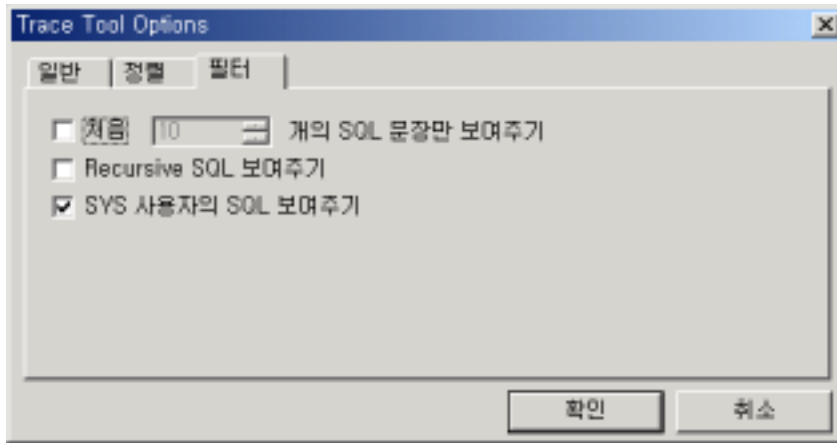 Trace Tool Options
일반 정렬 필터
처음 10 개의 SQL 문장만 보여주기
Recursive SQL 보여주기
SYS 사용자의 SQL 보여주기
확인 취소